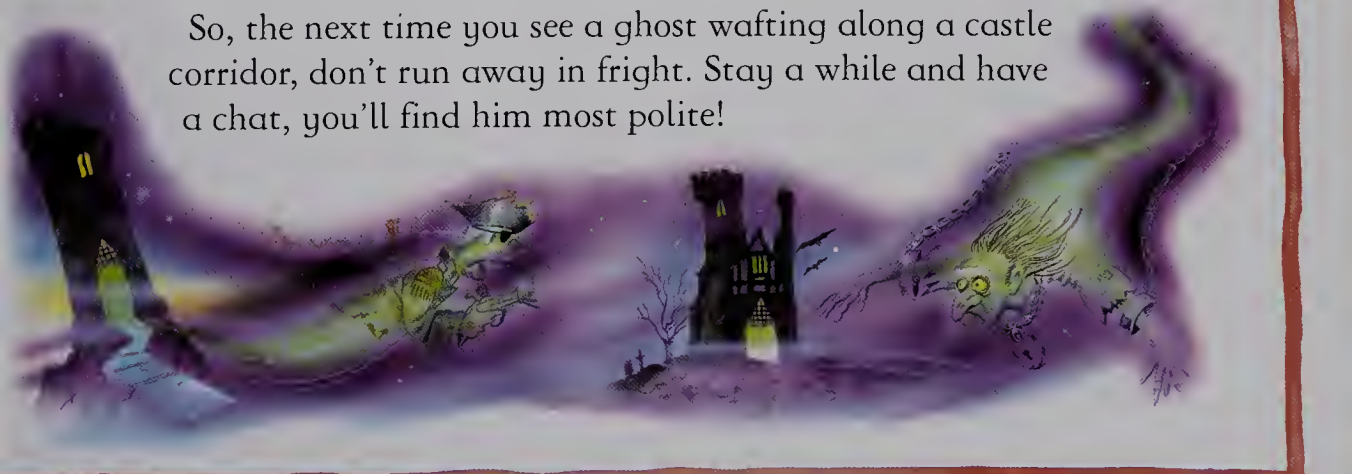 So, the next time you see a ghost wafting along a castle
corridor, don't run away in fright. Stay a while and have
a chat, you'll find him most polite!